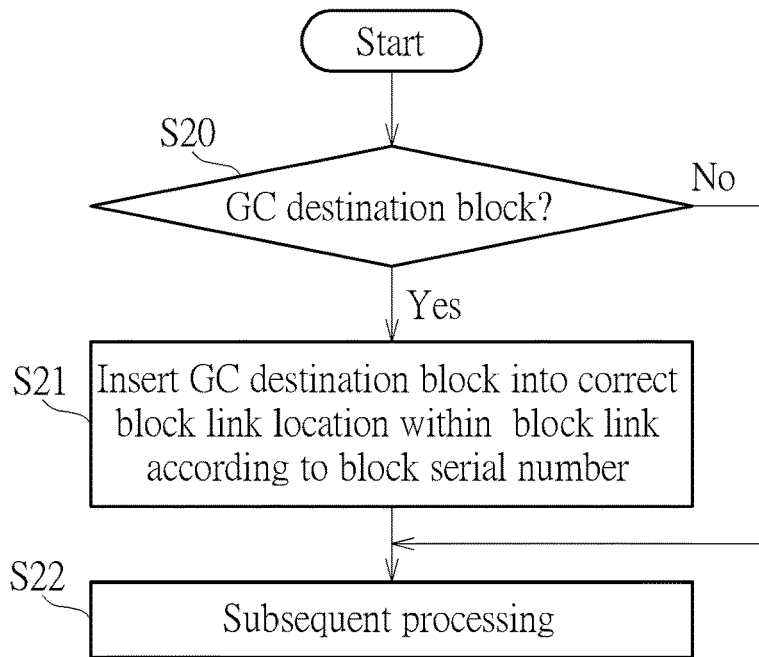 Start
S20
GC destination block?
No
Yes
S21
Insert GC destination block into correct
block link location within block link
according to block serial number
S22
Subsequent processing